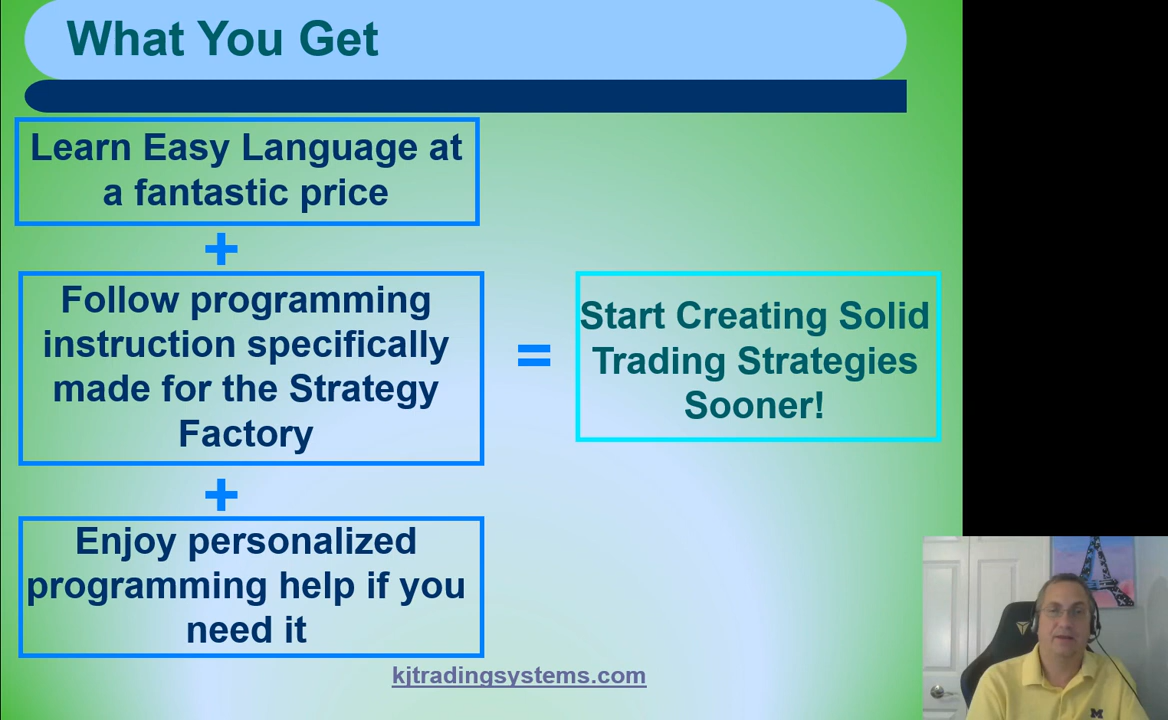 What You Get
Learn Easy Language at
a fantastic price
+
Follow programming
instruction specifically
made for the Strategy
Factory
+
Enjoy personalized
programming help if you
need it
=
Start Creating Solid
Trading Strategies
Sooner!
kjtradingsystems.com
M